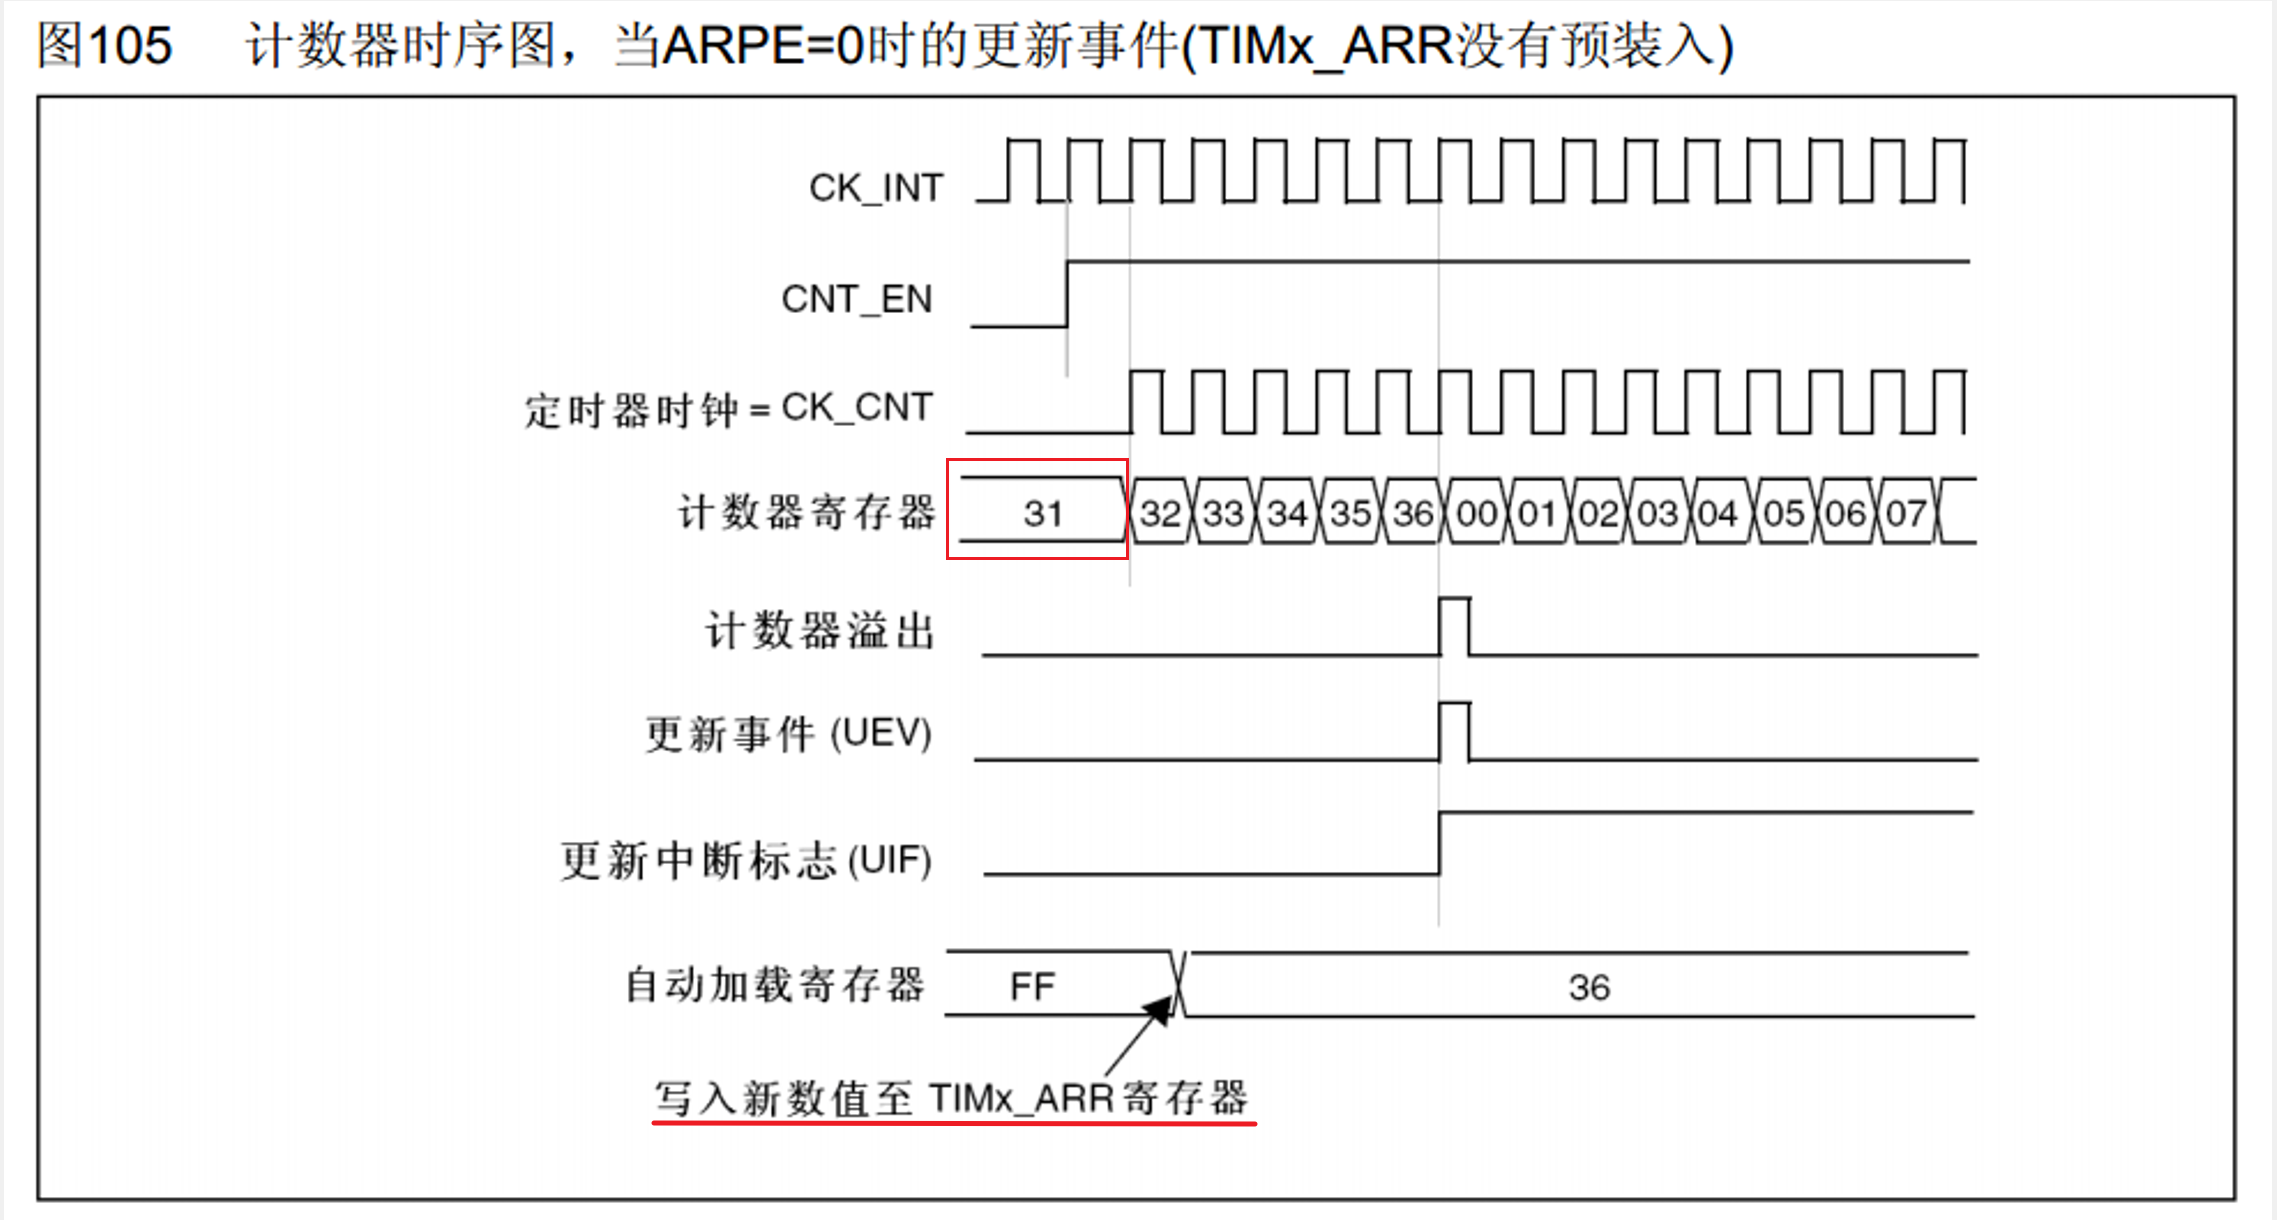 图105 计数器时序图，当ARPE=0时的更新事件(TIMx_ARR没有预装入)
CK_INT
CNT_EN
定时器时钟 = CK_CNT
计数器寄存器 31 32 33 34 35 36 00 01 02 03 04 05 06 07
计数器溢出
更新事件 (UEV)
更新中断标志 (UIF)
自动加载寄存器 FF 36
写入新数值至 TIMx_ARR 寄存器